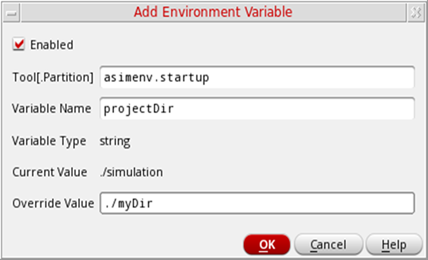 Add Environment Variable
Enabled
Tool[.Partition] asimenv.startup
Variable Name projectDir
Variable Type string
Current Value ./simulation
Override Value ./myDir
OK Cancel Help